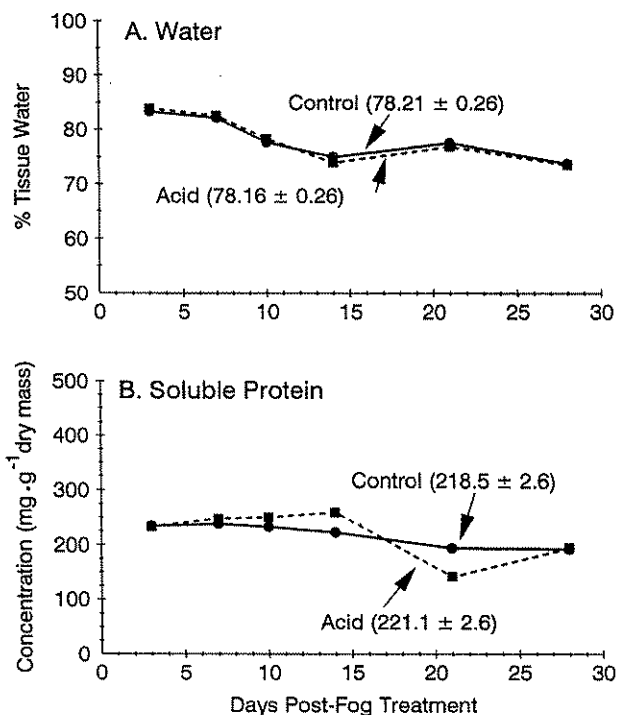 A. Water
100
90
80
70
60
50
% Tissue Water
Control (78.21 ± 0.26)
Acid (78.16 ± 0.26)
0 5 10 15 20 25 30
B. Soluble Protein
500
400
300
200
100
0
Concentration (mg·g⁻¹dry mass)
Control (218.5 ± 2.6)
Acid (221.1 ± 2.6)
0 5 10 15 20 25 30
Days Post-Fog Treatment